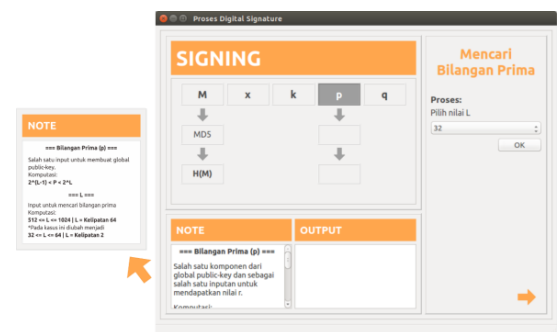 Proses Digital Signature
SIGNING
M x k p q
MD5
H(M)
Mencari
Bilangan Prima
Proses:
Pilih nilai L
32
OK
NOTE
=== Bilangan Prima (p) ===
Salah satu input untuk membuat global
public-key.
Komputasi:
2^(L-1) < P < 2^L
=== L ===
Input untuk mencari bilangan prima
Komputasi:
512 <= L <= 1024 | L = Kelipatan 64
*Pada kasus ini diubah menjadi
32 <= L <= 64 | L = Kelipatan 2
NOTE
=== Bilangan Prima (p) ===
Salah satu komponen dari
global public-key dan sebagai
salah satu inputan untuk
mendapatkan nilai r.
Komputasi:
OUTPUT